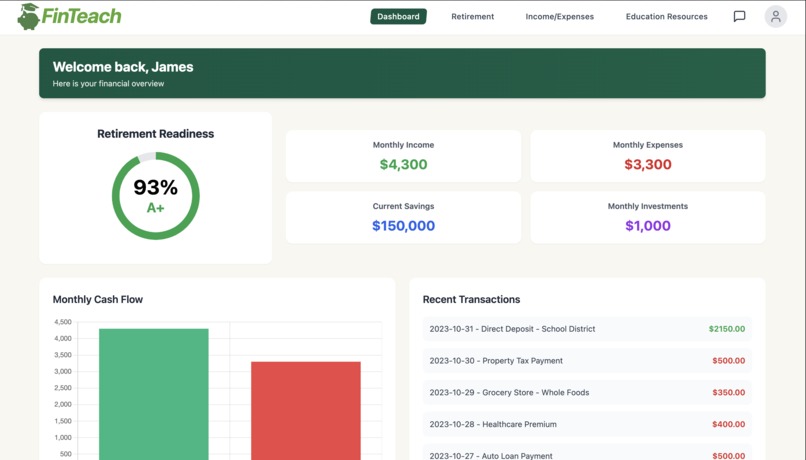 FinTeach
Dashboard
Retirement
Income/Expenses
Education Resources
Welcome back, James
Here is your financial overview
Retirement Readiness
93%
A+
Monthly Income
$4,300
Monthly Expenses
$3,300
Current Savings
$150,000
Monthly Investments
$1,000
Monthly Cash Flow
4,500
4,000
3,500
3,000
2,500
2,000
1,500
1,000
500
Recent Transactions
2023-10-31 - Direct Deposit - School District $2150.00
2023-10-30 - Property Tax Payment $500.00
2023-10-29 - Grocery Store - Whole Foods $350.00
2023-10-28 - Healthcare Premium $400.00
2023-10-27 - Auto Loan Payment $500.00